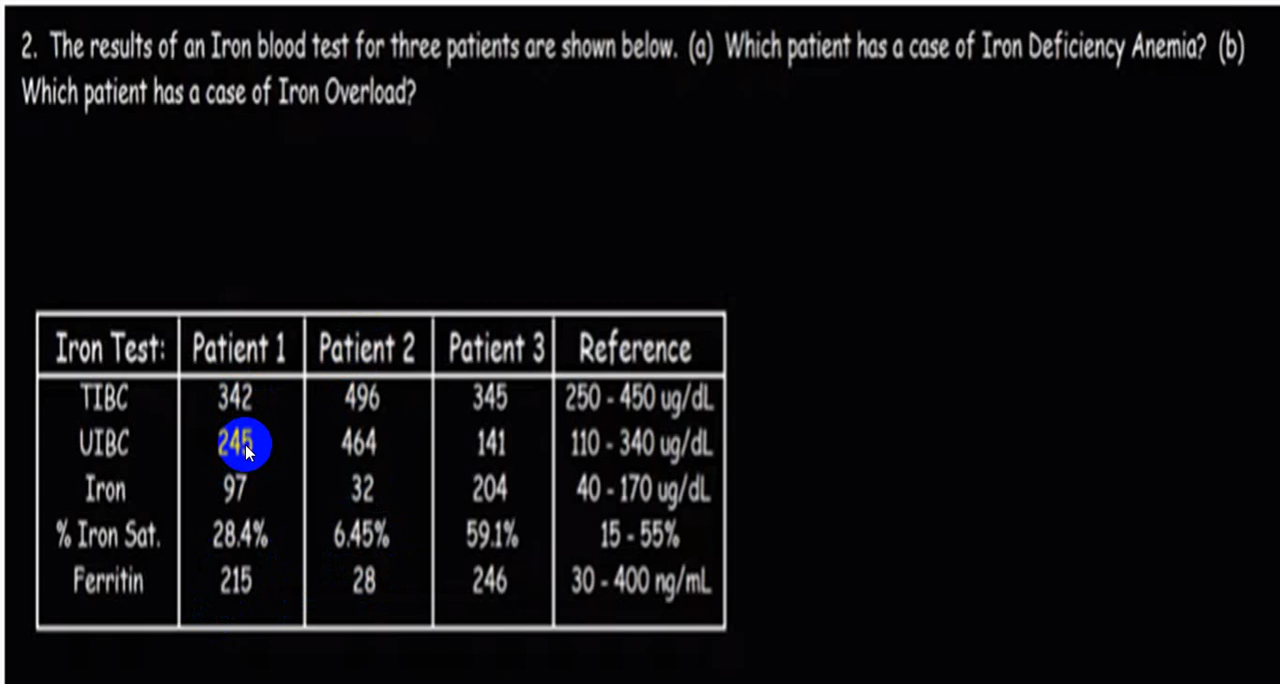 2. The results of an Iron blood test for three patients are shown below. (a) Which patient has a case of Iron Deficiency Anemia? (b)
Which patient has a case of Iron Overload?
Iron Test: Patient 1 Patient 2 Patient 3 Reference
TIBC 342 496 345 250 - 450 ug/dL
UIBC 245 464 141 110 - 340 ug/dL
Iron 97 32 204 40 - 170 ug/dL
% Iron Sat. 28.4% 6.45% 59.1% 15 - 55%
Ferritin 215 28 246 30 - 400 ng/mL